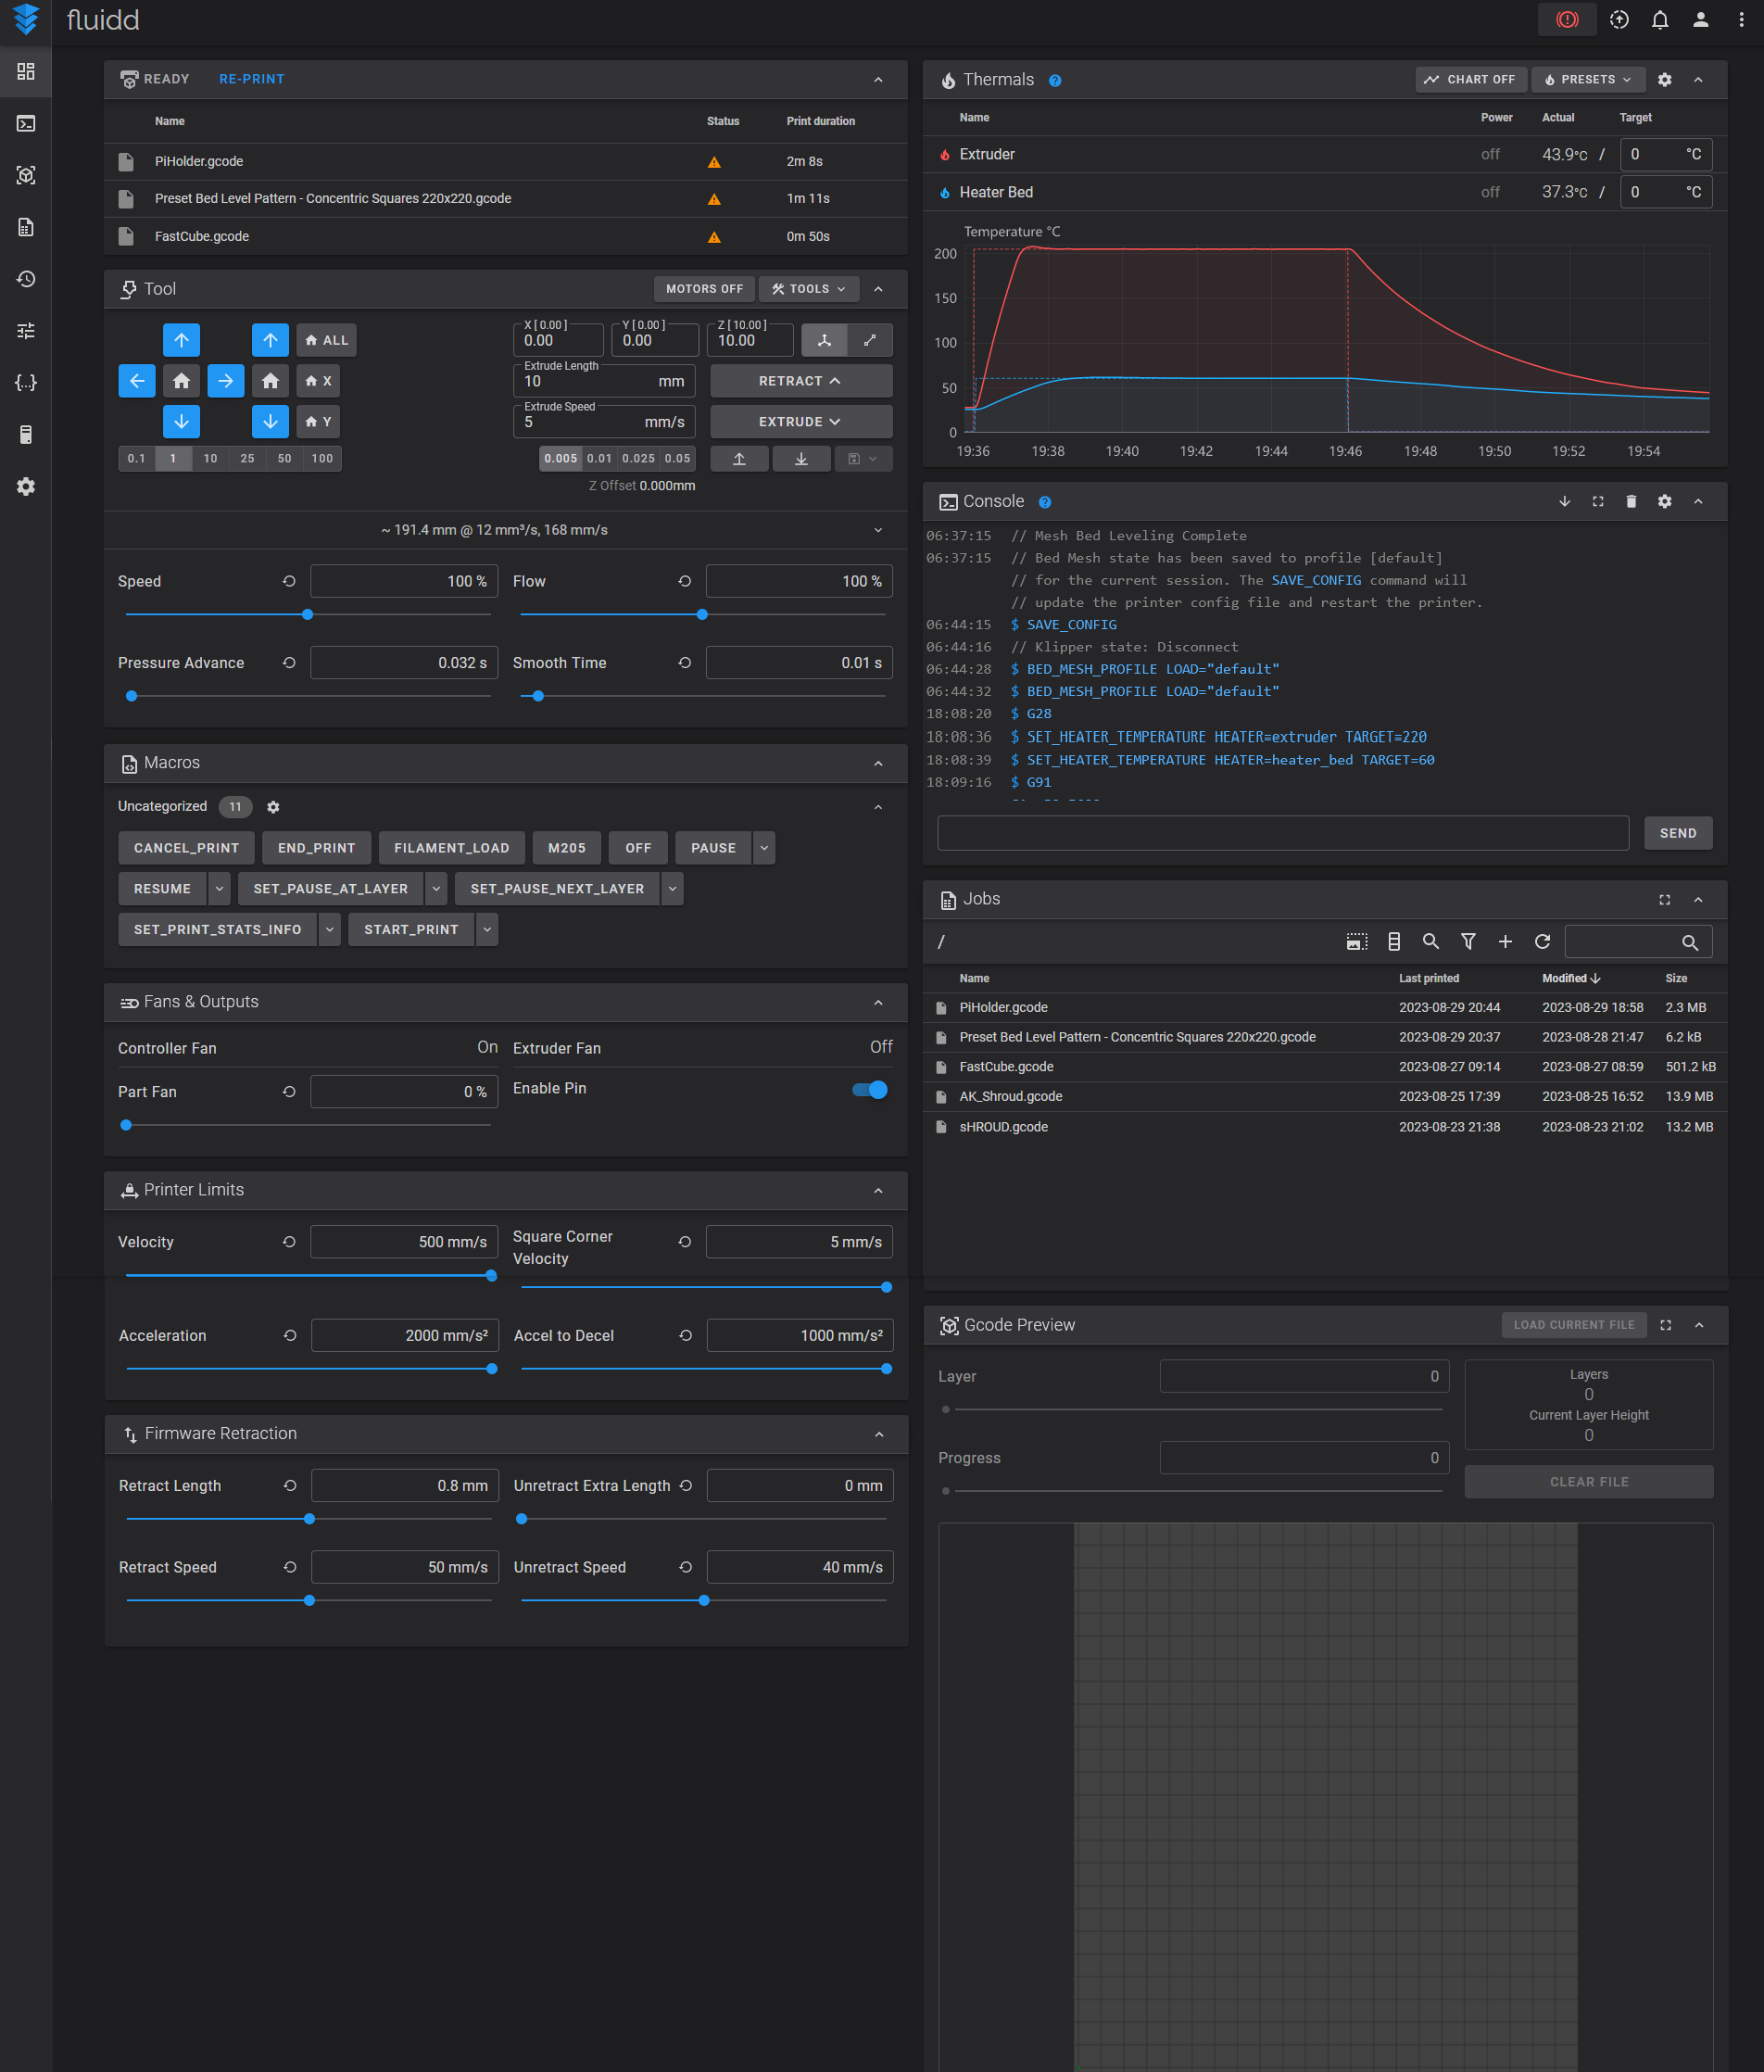 fluidd
READY RE-PRINT
Name Status Print duration
PiHolder.gcode 2m 8s
Preset Bed Level Pattern - Concentric Squares 220x220.gcode 1m 11s
FastCube.gcode 0m 50s
Tool MOTORS OFF TOOLS
ALL
X
Y
X [ 0.00 ] Y [ 0.00 ] Z [ 10.00 ]
0.00 0.00 10.00
Extrude Length
10 mm RETRACT
Extrude Speed
5 mm/s EXTRUDE
0.1 1 10 25 50 100 0.005 0.01 0.025 0.05
Z Offset 0.000mm
~ 191.4 mm @ 12 mm³/s, 168 mm/s
Speed 100 % Flow 100 %
Pressure Advance 0.032 s Smooth Time 0.01 s
Macros
Uncategorized 11
CANCEL_PRINT END_PRINT FILAMENT_LOAD M205 OFF PAUSE
RESUME SET_PAUSE_AT_LAYER SET_PAUSE_NEXT_LAYER
SET_PRINT_STATS_INFO START_PRINT
Fans & Outputs
Controller Fan On Extruder Fan Off
Part Fan 0 % Enable Pin
Printer Limits
Velocity 500 mm/s Square Corner Velocity 5 mm/s
Acceleration 2000 mm/s² Accel to Decel 1000 mm/s²
Firmware Retraction
Retract Length 0.8 mm Unretract Extra Length 0 mm
Retract Speed 50 mm/s Unretract Speed 40 mm/s
Thermals ? CHART OFF PRESETS
Name Power Actual Target
Extruder off 43.9°C / 0 °C
Heater Bed off 37.3°C / 0 °C
Temperature °C
200
150
100
50
0
19:36 19:38 19:40 19:42 19:44 19:46 19:48 19:50 19:52 19:54
Console ?
06:37:15 // Mesh Bed Leveling Complete
06:37:15 // Bed Mesh state has been saved to profile [default]
// for the current session. The SAVE_CONFIG command will
// update the printer config file and restart the printer.
06:44:15 $ SAVE_CONFIG
06:44:16 // Klipper state: Disconnect
06:44:28 $ BED_MESH_PROFILE LOAD="default"
06:44:32 $ BED_MESH_PROFILE LOAD="default"
18:08:20 $ G28
18:08:36 $ SET_HEATER_TEMPERATURE HEATER=extruder TARGET=220
18:08:39 $ SET_HEATER_TEMPERATURE HEATER=heater_bed TARGET=60
18:09:16 $ G91
SEND
Jobs
/
Name Last printed Modified Size
PiHolder.gcode 2023-08-29 20:44 2023-08-29 18:58 2.3 MB
Preset Bed Level Pattern - Concentric Squares 220x220.gcode 2023-08-29 20:37 2023-08-28 21:47 6.2 kB
FastCube.gcode 2023-08-27 09:14 2023-08-27 08:59 501.2 kB
AK_Shroud.gcode 2023-08-25 17:39 2023-08-25 16:52 13.9 MB
sHROUD.gcode 2023-08-23 21:38 2023-08-23 21:02 13.2 MB
Gcode Preview LOAD CURRENT FILE
Layer 0
Layers
0
Current Layer Height
0
Progress 0
CLEAR FILE